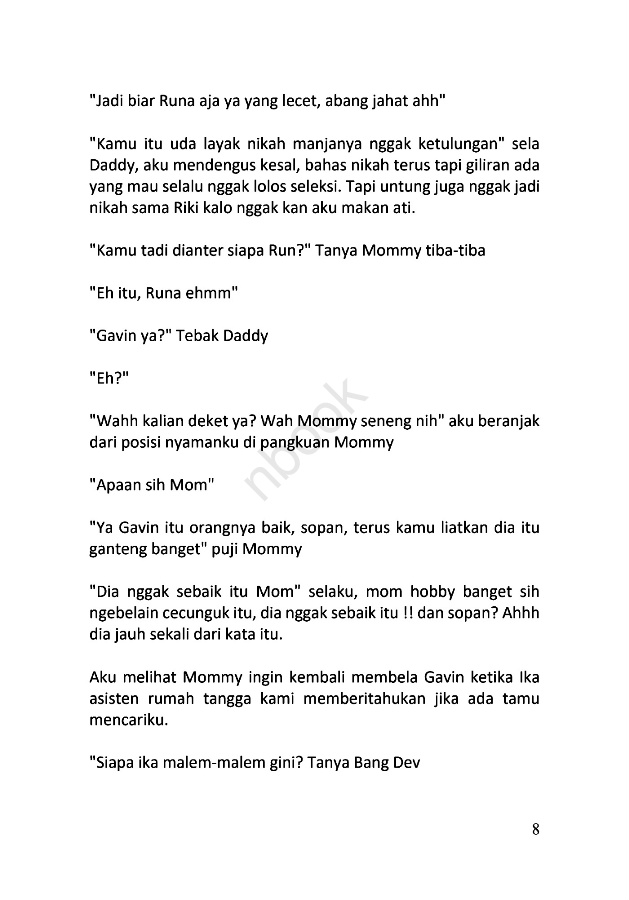 "Jadi biar Runa aja ya yang lecet, abang jahat ahh"
"Kamu itu uda layak nikah manjanya nggak ketulungan" sela
Daddy, aku mendengus kesal, bahas nikah terus tapi giliran ada
yang mau selalu nggak lolos seleksi. Tapi untung juga nggak jadi
nikah sama Riki kalo nggak kan aku makan ati.
"Kamu tadi dianter siapa Run?" Tanya Mommy tiba-tiba
"Eh itu, Runa ehmm"
"Gavin ya?" Tebak Daddy
"Eh?"
"Wahh kalian deket ya? Wah Mommy seneng nih" aku beranjak
dari posisi nyamanku di pangkuan Mommy
"Apaan sih Mom"
"Ya Gavin itu orangnya baik, sopan, terus kamu liatkan dia itu
ganteng banget" puji Mommy
"Dia nggak sebaik itu Mom" selaku, mom hobby banget sih
ngebelain cecunguk itu, dia nggak sebaik itu !! dan sopan? Ahhh
dia jauh sekali dari kata itu.
Aku melihat Mommy ingin kembali membela Gavin ketika Ika
asisten rumah tangga kami memberitahukan jika ada tamu
mencariku.
"Siapa ika malem-malem gini? Tanya Bang Dev
8
nbook